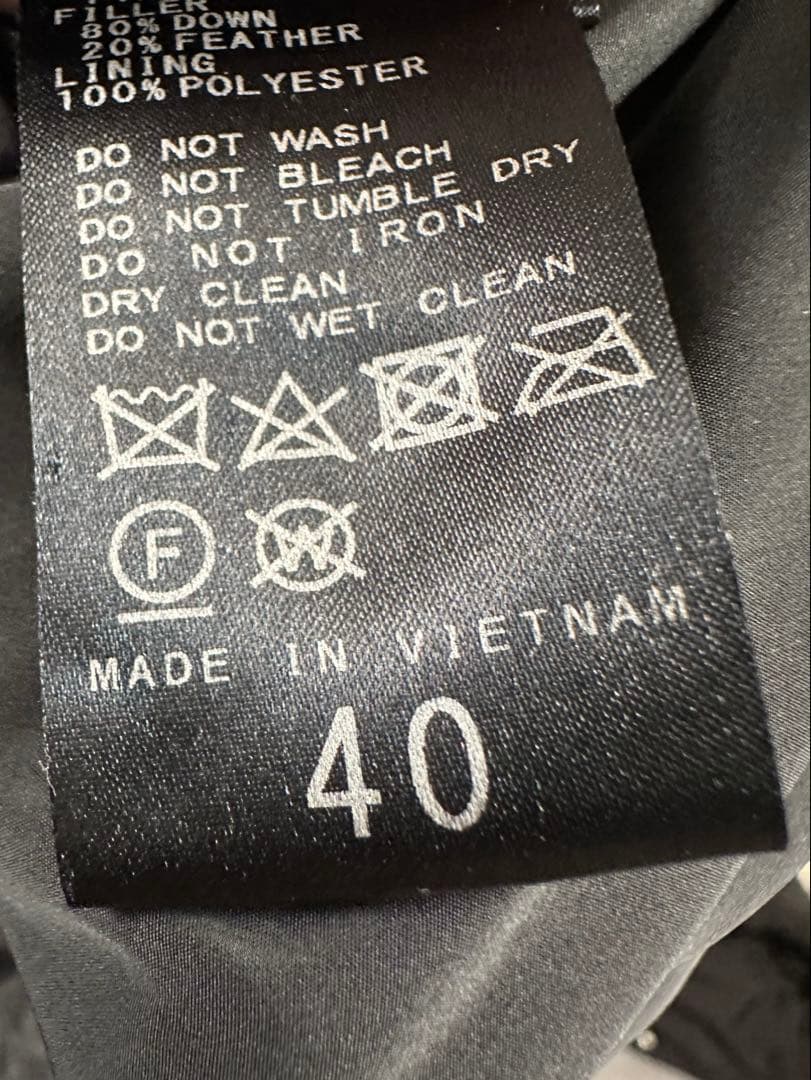 FILLER
80% DOWN
20% FEATHER
LINING
100% POLYESTER
DO NOT WASH
DO NOT BLEACH
DO NOT TUMBLE DRY
DO NOT IRON
DRY CLEAN
DO NOT WET CLEAN
F W
MADE IN VIETNAM
40